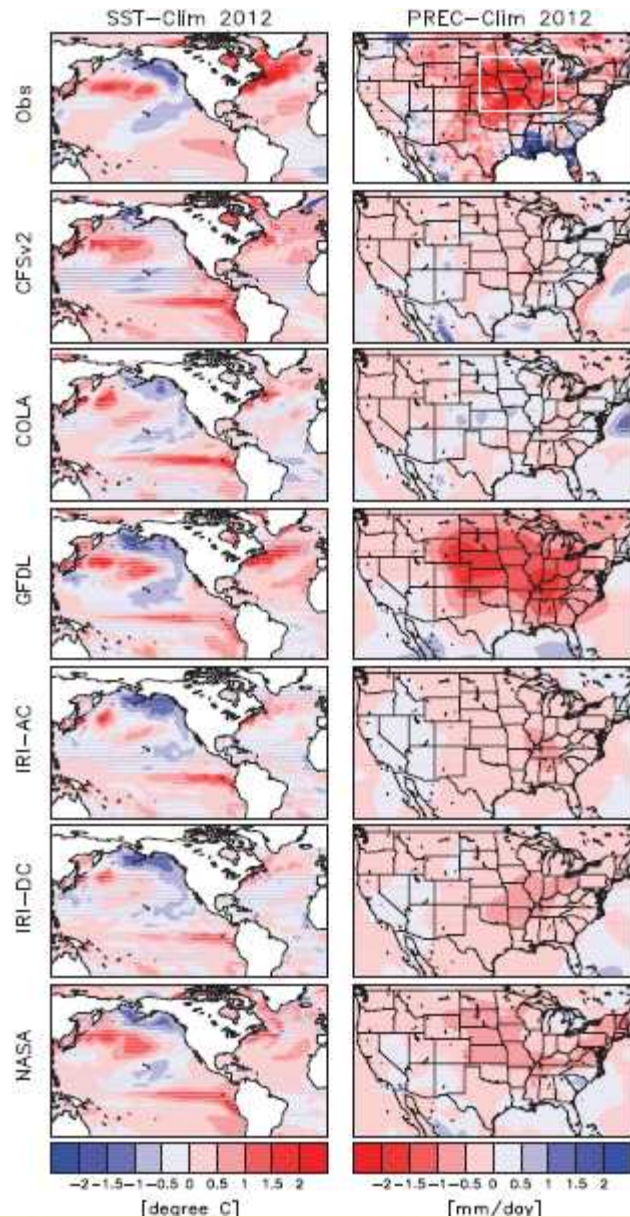 SST-Clim 2012 PREC-Clim 2012
Obs
CFSv2
COLA
GFDL
IRI-AC
IRI-DC
NASA
-2 -1.5 -1 -0.5 0 0.5 1 1.5 2 -2 -1.5 -1 -0.5 0 0.5 1 1.5 2
[degree C] [mm/day]